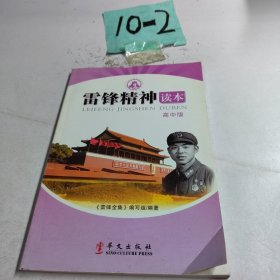 10-2
雷锋精神读本
LEIFENG JINGSHEN DUBEN
高中版
《雷锋全集》编写组/编著
华文出版社
SINO-CULTURE PRESS